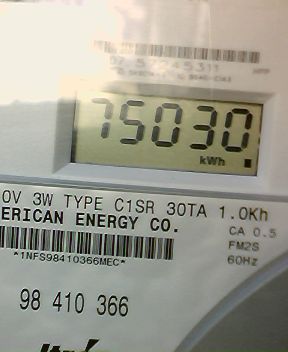 57245311
75030
kWh
0V 3W TYPE C1SR 30TA 1.0Kh
ERICAN ENERGY CO.
CA 0.5
FM2S
60Hz
*1NFS98410366MEC*
98 410 366